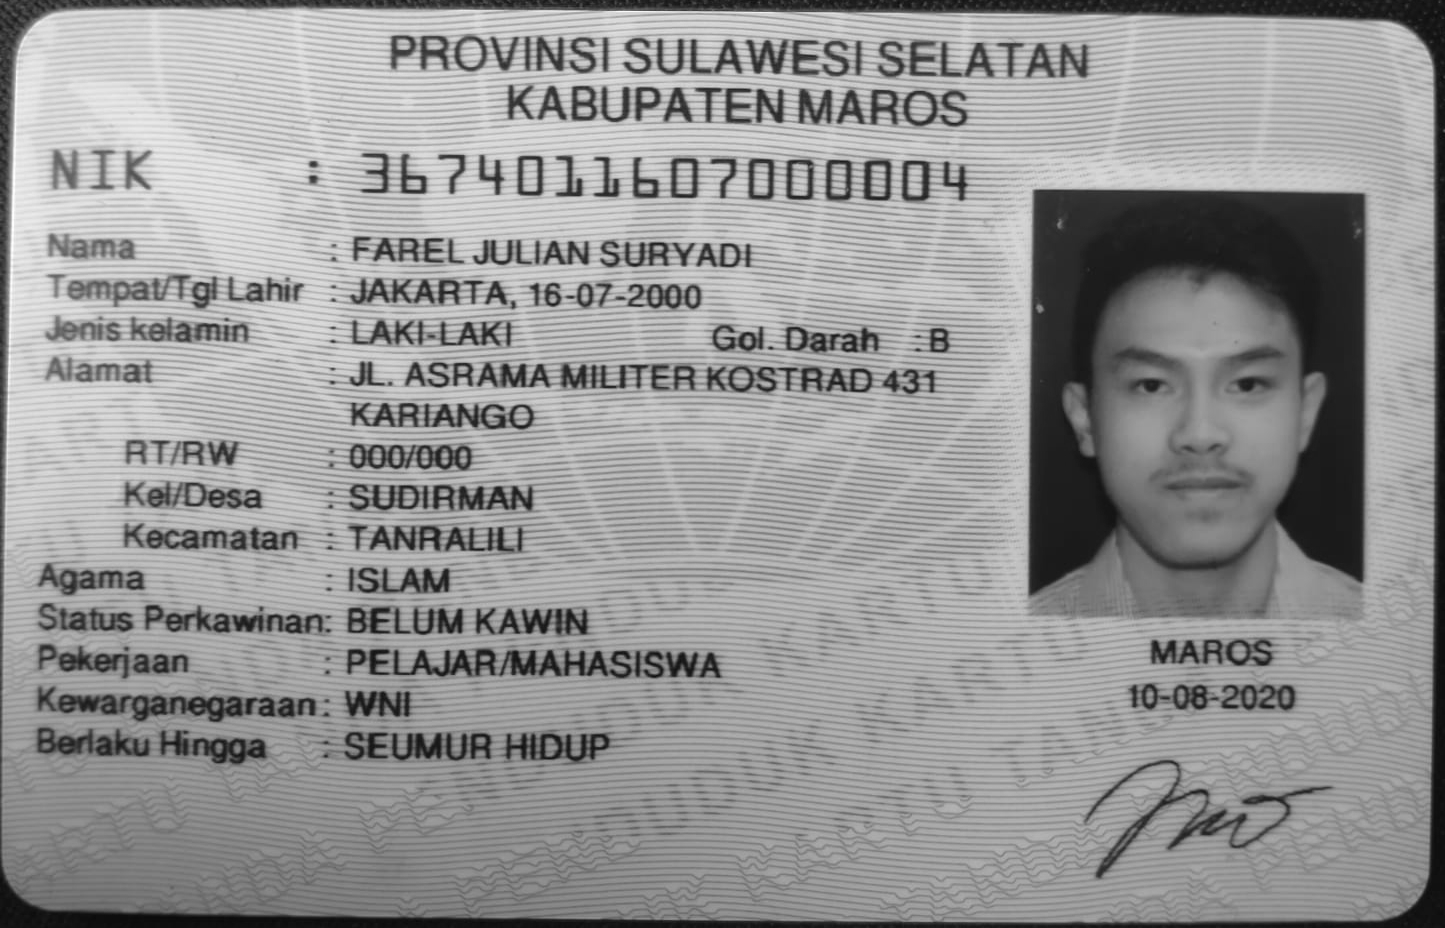 PROVINSI SULAWESI SELATAN
KABUPATEN MAROS
NIK : 3674011607000004
Nama : FAREL JULIAN SURYADI
Tempat/Tgl Lahir : JAKARTA, 16-07-2000
Jenis kelamin : LAKI-LAKI Gol. Darah : B
Alamat : JL. ASRAMA MILITER KOSTRAD 431
KARIANGO
RT/RW : 000/000
Kel/Desa : SUDIRMAN
Kecamatan : TANRALILI
Agama : ISLAM
Status Perkawinan: BELUM KAWIN
Pekerjaan : PELAJAR/MAHASISWA
Kewarganegaraan: WNI
Berlaku Hingga : SEUMUR HIDUP
MAROS
10-08-2020